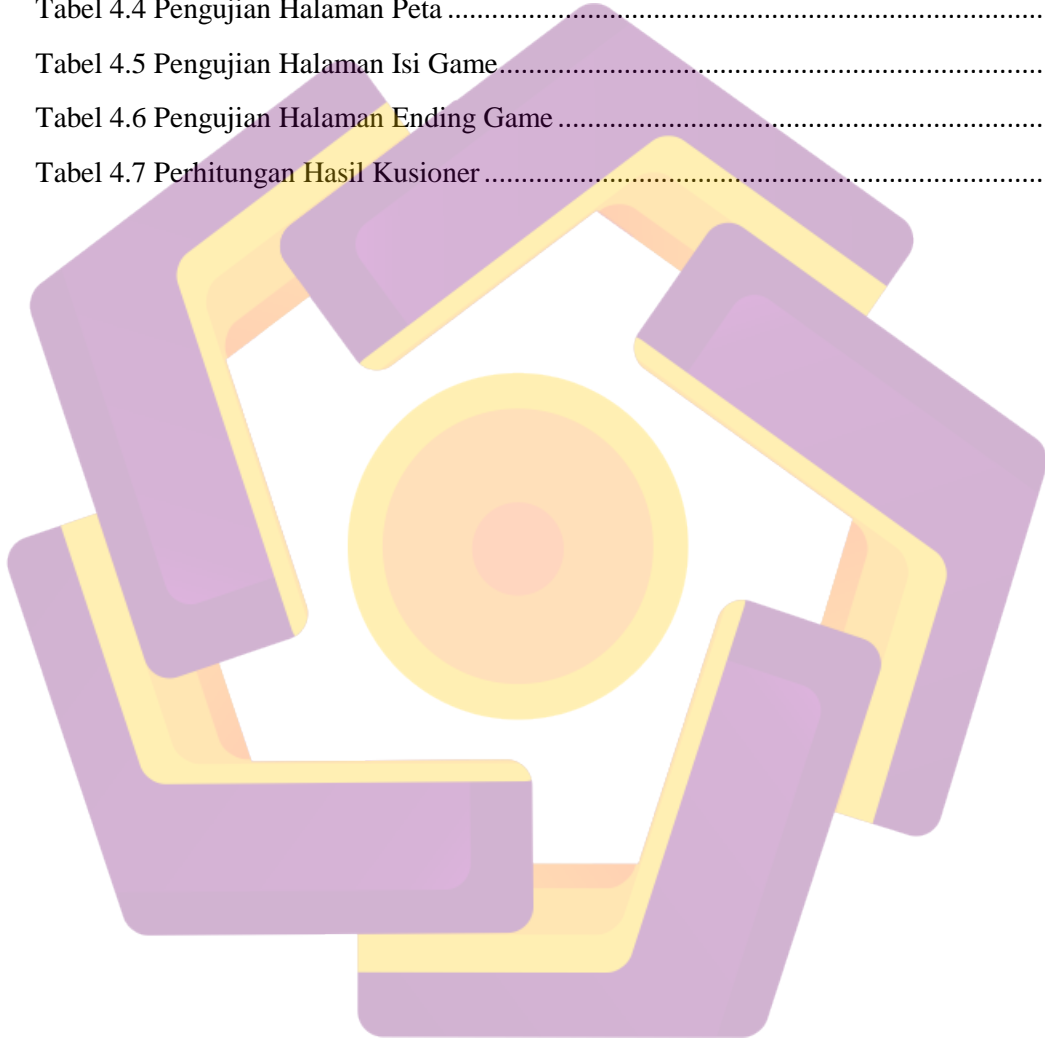 Tabel 4.4 Pengujian Halaman Peta ................................................................................
Tabel 4.5 Pengujian Halaman Isi Game.........................................................................
Tabel 4.6 Pengujian Halaman Ending Game .................................................................
Tabel 4.7 Perhitungan Hasil Kusioner ...........................................................................